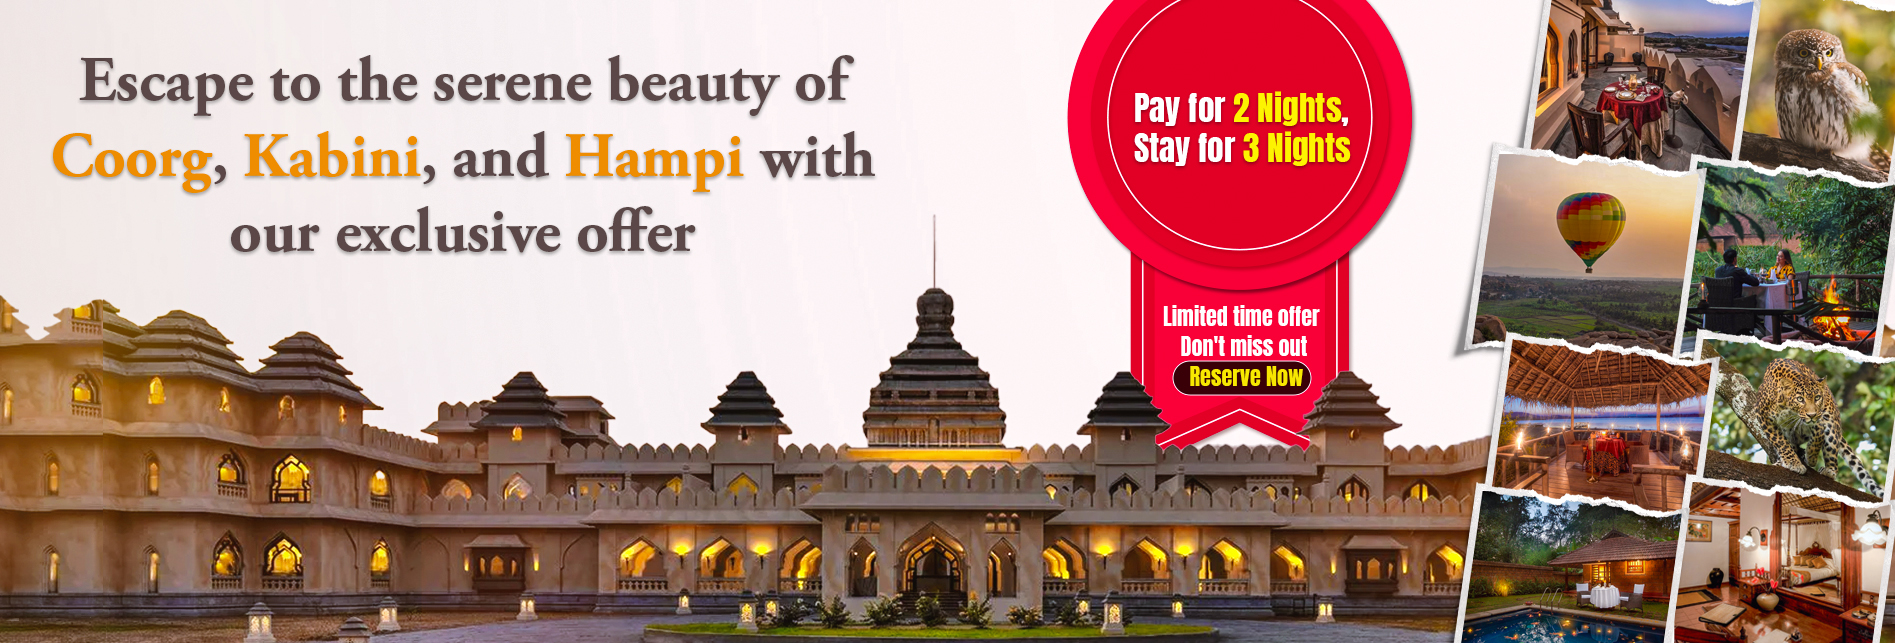 Escape to the serene beauty of
Coorg, Kabini, and Hampi with
our exclusive offer
Pay for 2 Nights,
Stay for 3 Nights
Limited time offer
Don't miss out
Reserve Now